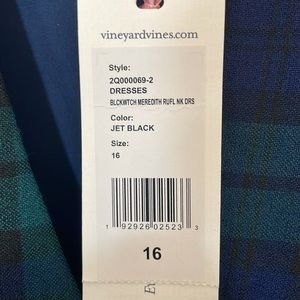 vineyardvines.com
Style:
2Q000069-2
DRESSES
BLCKWTCH MEREDITH RUFL NK DRS
Color:
JET BLACK
Size:
16
1 92926 02523 3
16